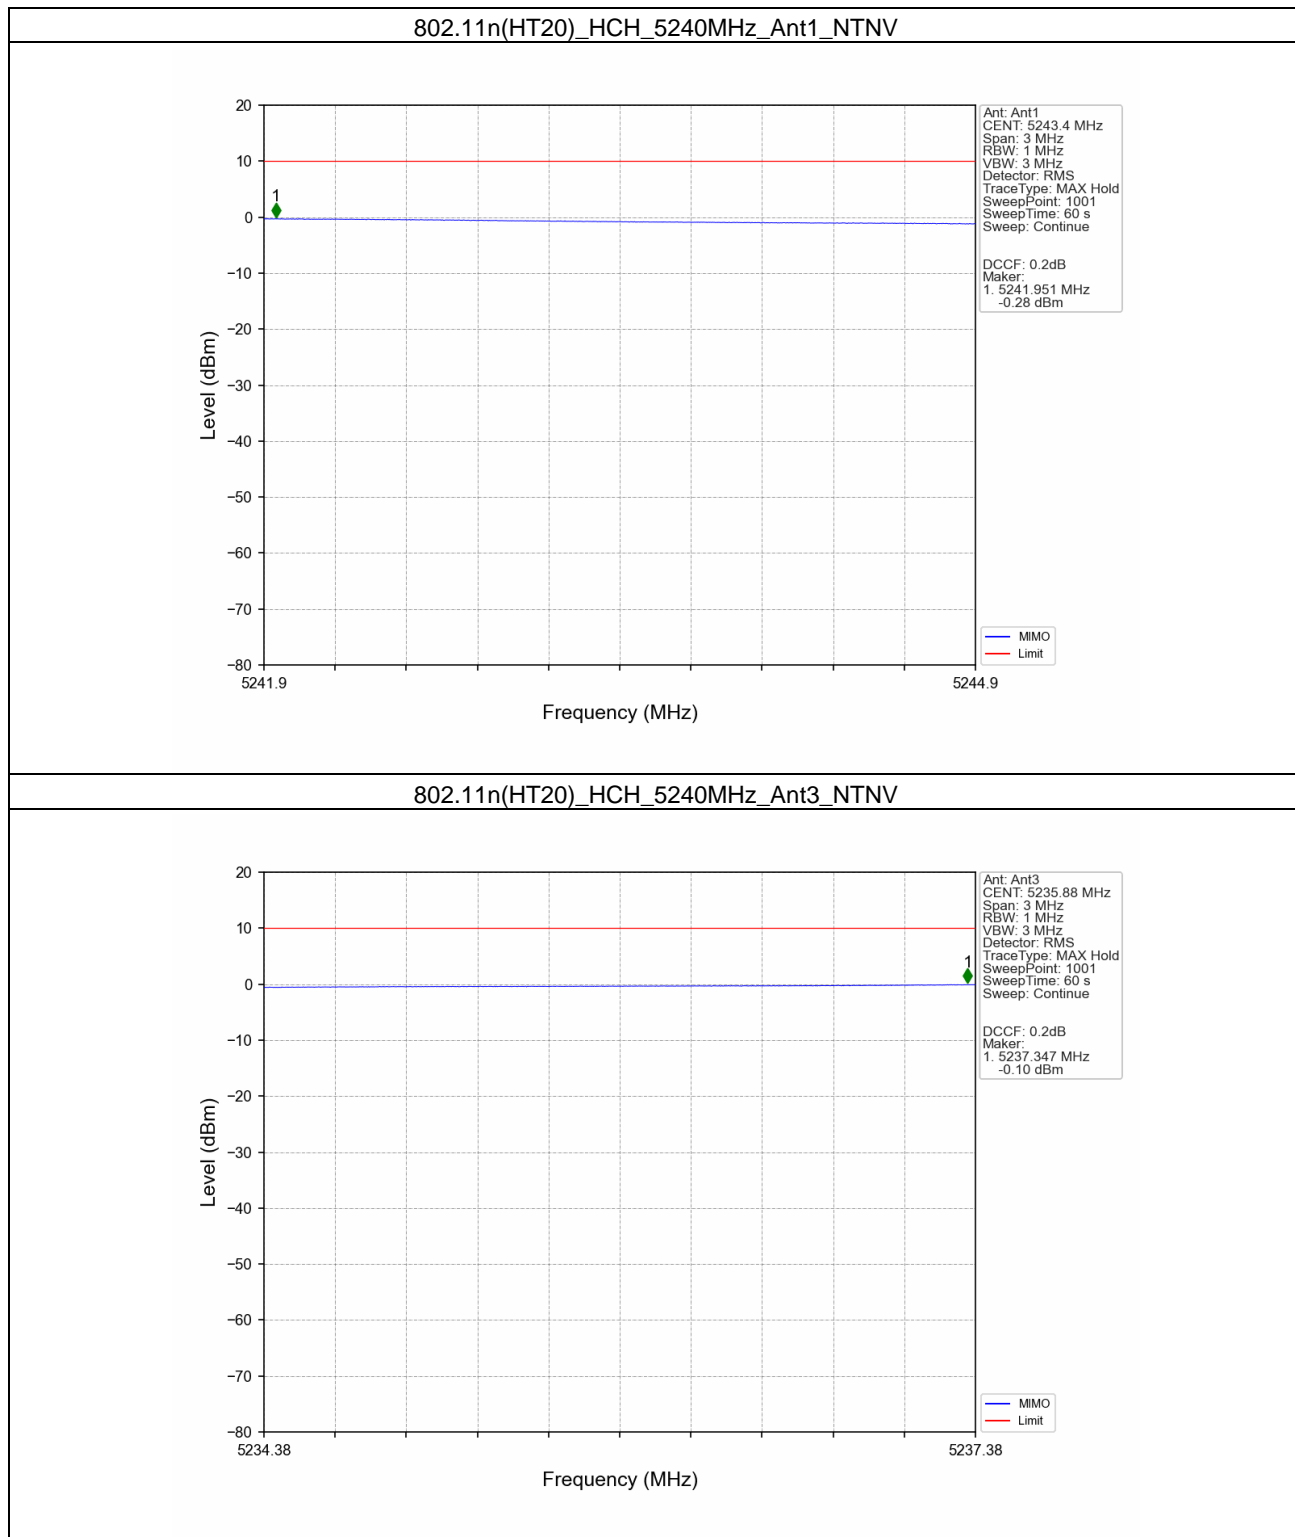 802.11n(HT20)_HCH_5240MHz_Ant1_NTNV
20
10
0
−10
−20
−30
−40
−50
−60
−70
−80
Level (dBm)
1
5241.9
5244.9
Frequency (MHz)
Ant: Ant1
CENT: 5243.4 MHz
Span: 3 MHz
RBW: 1 MHz
VBW: 3 MHz
Detector: RMS
TraceType: MAX Hold
SweepPoint: 1001
SweepTime: 60 s
Sweep: Continue
DCCF: 0.2dB
Maker:
1. 5241.951 MHz
-0.28 dBm
MIMO
Limit
802.11n(HT20)_HCH_5240MHz_Ant3_NTNV
20
10
0
−10
−20
−30
−40
−50
−60
−70
−80
Level (dBm)
1
5234.38
5237.38
Frequency (MHz)
Ant: Ant3
CENT: 5235.88 MHz
Span: 3 MHz
RBW: 1 MHz
VBW: 3 MHz
Detector: RMS
TraceType: MAX Hold
SweepPoint: 1001
SweepTime: 60 s
Sweep: Continue
DCCF: 0.2dB
Maker:
1. 5237.347 MHz
-0.10 dBm
MIMO
Limit